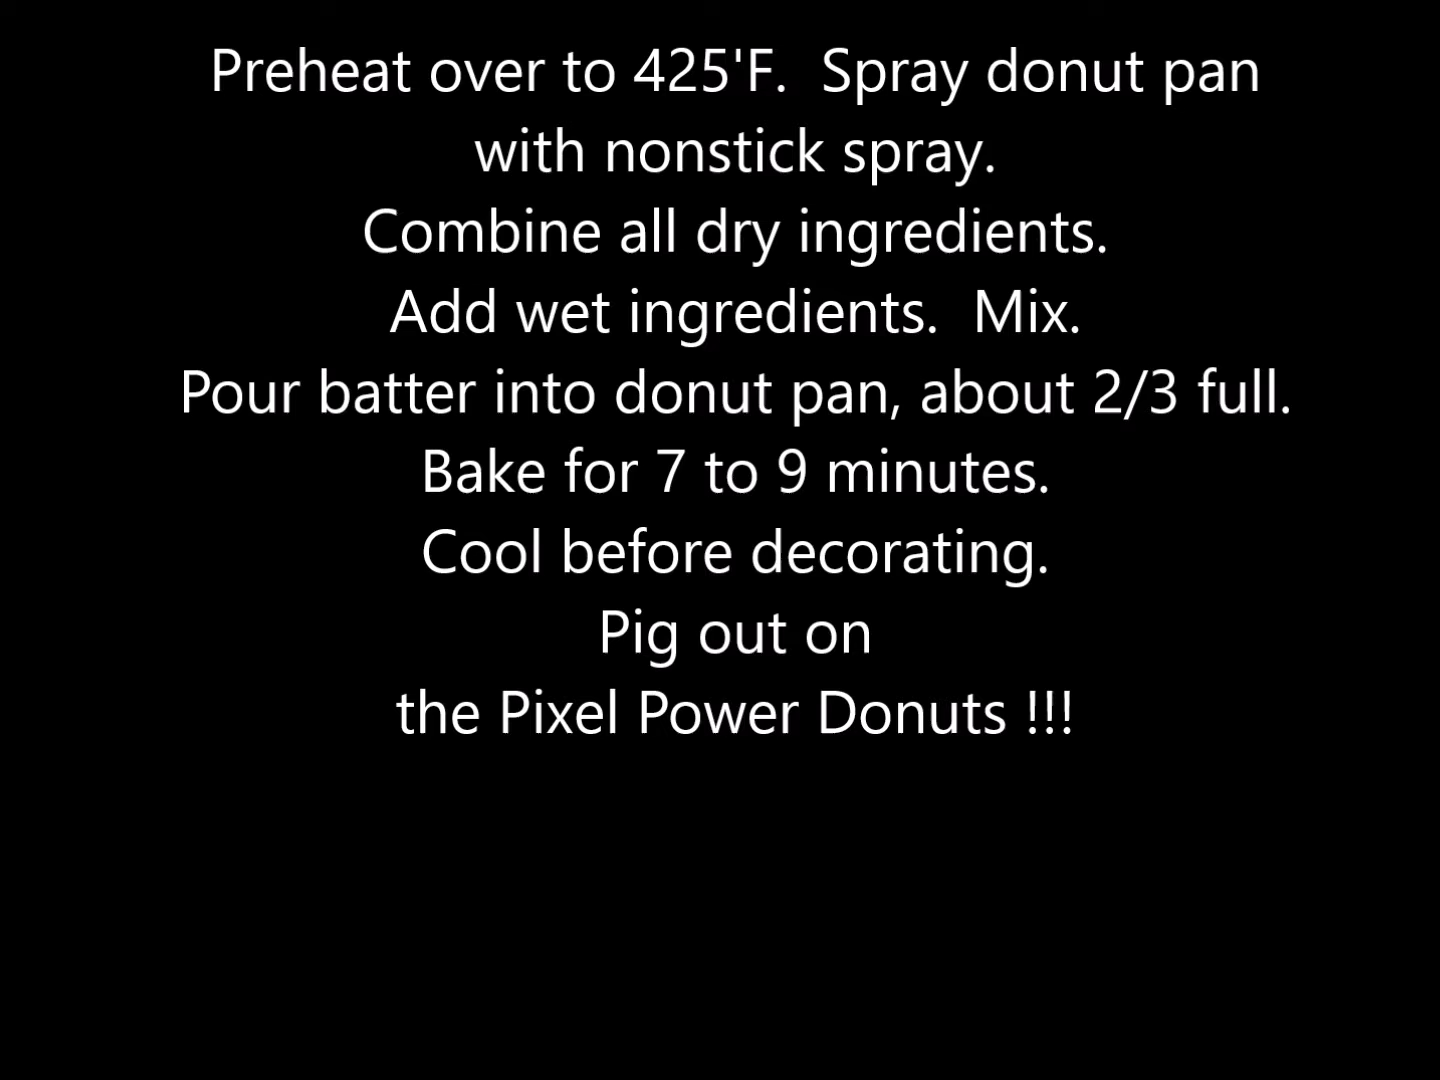 Preheat over to 425'F.  Spray donut pan
with nonstick spray.
Combine all dry ingredients.
Add wet ingredients.  Mix.
Pour batter into donut pan, about 2/3 full.
Bake for 7 to 9 minutes.
Cool before decorating.
Pig out on
the Pixel Power Donuts !!!